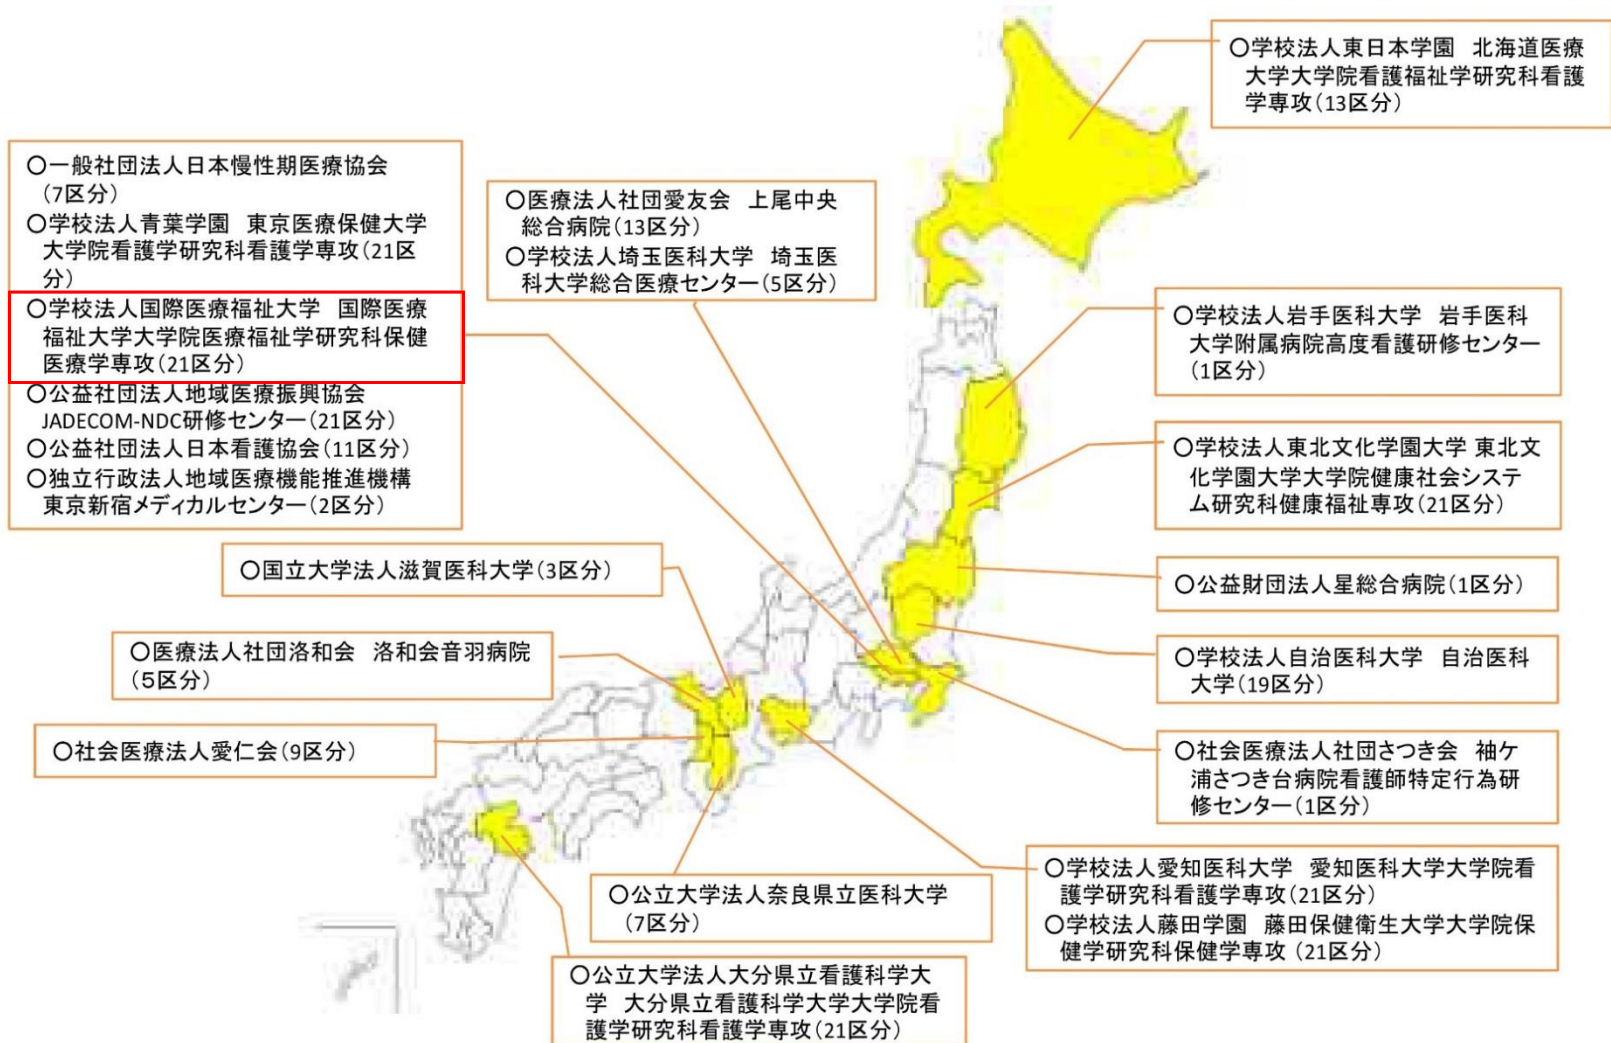 〇学校法人東日本学園　北海道医療
大学大学院看護福祉学研究科看護
学専攻(13区分)
〇一般社団法人日本慢性期医療協会
(7区分)
〇学校法人青葉学園　東京医療保健大学
大学院看護学研究科看護学専攻(21区
分)
〇学校法人国際医療福祉大学　国際医療
福祉大学大学院医療福祉学研究科保健
医療学専攻(21区分)
〇公益社団法人地域医療振興協会
JADECOM-NDC研修センター(21区分)
〇公益社団法人日本看護協会(11区分)
〇独立行政法人地域医療機能推進機構
東京新宿メディカルセンター(2区分)
〇医療法人社団愛友会　上尾中央
総合病院(13区分)
〇学校法人埼玉医科大学　埼玉医
科大学総合医療センター(5区分)
〇学校法人岩手医科大学　岩手医科
大学附属病院高度看護研修センター
(1区分)
〇学校法人東北文化学園大学 東北文
化学園大学大学院健康社会システ
ム研究科健康福祉専攻(21区分)
〇国立大学法人滋賀医科大学(3区分)
〇公益財団法人星総合病院(1区分)
〇医療法人社団洛和会　洛和会音羽病院
(5区分)
〇学校法人自治医科大学　自治医科
大学(19区分)
〇社会医療法人愛仁会(9区分)
〇社会医療法人社団さつき会　袖ケ
浦さつき台病院看護師特定行為研
修センター(1区分)
〇公立大学法人奈良県立医科大学
(7区分)
〇学校法人愛知医科大学　愛知医科大学大学院看
護学研究科看護学専攻(21区分)
〇学校法人藤田学園　藤田保健衛生大学大学院保
健学研究科保健学専攻 (21区分)
〇公立大学法人大分県立看護科学大
学　大分県立看護科学大学大学院看
護学研究科看護学専攻(21区分)